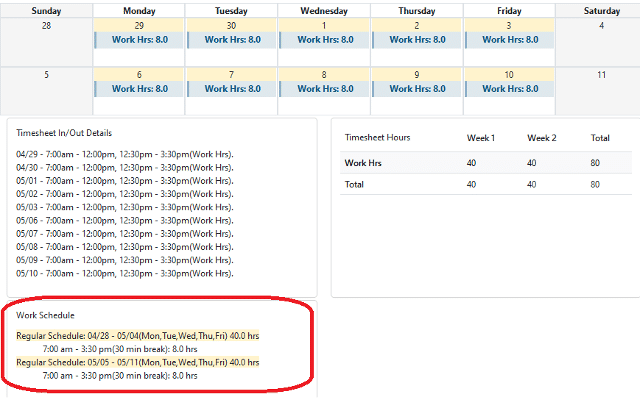 Sunday Monday Tuesday Wednesday Thursday Friday Saturday
28 29 30 1 2 3 4
Work Hrs: 8.0 Work Hrs: 8.0 Work Hrs: 8.0 Work Hrs: 8.0 Work Hrs: 8.0
5 6 7 8 9 10 11
Work Hrs: 8.0 Work Hrs: 8.0 Work Hrs: 8.0 Work Hrs: 8.0 Work Hrs: 8.0
Timesheet In/Out Details
04/29 - 7:00am - 12:00pm, 12:30pm - 3:30pm(Work Hrs).
04/30 - 7:00am - 12:00pm, 12:30pm - 3:30pm(Work Hrs).
05/01 - 7:00am - 12:00pm, 12:30pm - 3:30pm(Work Hrs).
05/02 - 7:00am - 12:00pm, 12:30pm - 3:30pm(Work Hrs).
05/03 - 7:00am - 12:00pm, 12:30pm - 3:30pm(Work Hrs).
05/06 - 7:00am - 12:00pm, 12:30pm - 3:30pm(Work Hrs).
05/07 - 7:00am - 12:00pm, 12:30pm - 3:30pm(Work Hrs).
05/08 - 7:00am - 12:00pm, 12:30pm - 3:30pm(Work Hrs).
05/09 - 7:00am - 12:00pm, 12:30pm - 3:30pm(Work Hrs).
05/10 - 7:00am - 12:00pm, 12:30pm - 3:30pm(Work Hrs).
Timesheet Hours Week 1 Week 2 Total
Work Hrs 40 40 80
Total 40 40 80
Work Schedule
Regular Schedule: 04/28 - 05/04(Mon,Tue,Wed,Thu,Fri) 40.0 hrs
7:00 am - 3:30 pm(30 min break): 8.0 hrs
Regular Schedule: 05/05 - 05/11(Mon,Tue,Wed,Thu,Fri) 40.0 hrs
7:00 am - 3:30 pm(30 min break): 8.0 hrs